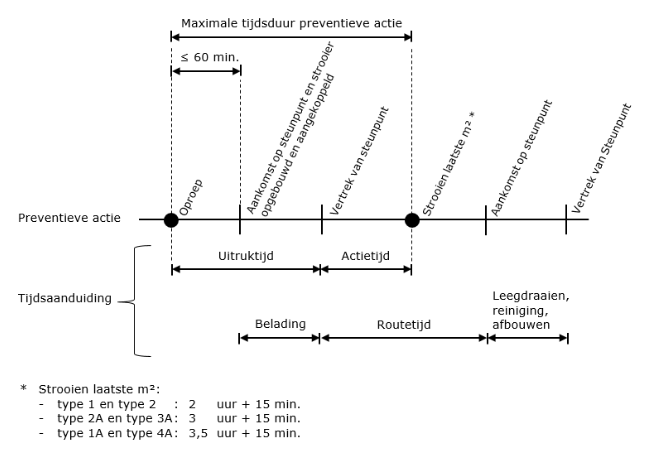 Maximale tijdsduur preventieve actie
≤ 60 min.
Oproep
Aankomst op steunpunt en strooier
opgebouwd en aangekoppeld
Vertrek van steunpunt
Strooien laatste m² *
Aankomst op steunpunt
Vertrek van Steunpunt
Preventieve actie
Uitruktijd
Actietijd
Tijdsaanduiding
Belading
Routetijd
Leegdraaien,
reiniging,
afbouwen
* Strooien laatste m²:
- type 1 en type 2 : 2 uur + 15 min.
- type 2A en type 3A: 3 uur + 15 min.
- type 1A en type 4A: 3,5 uur + 15 min.